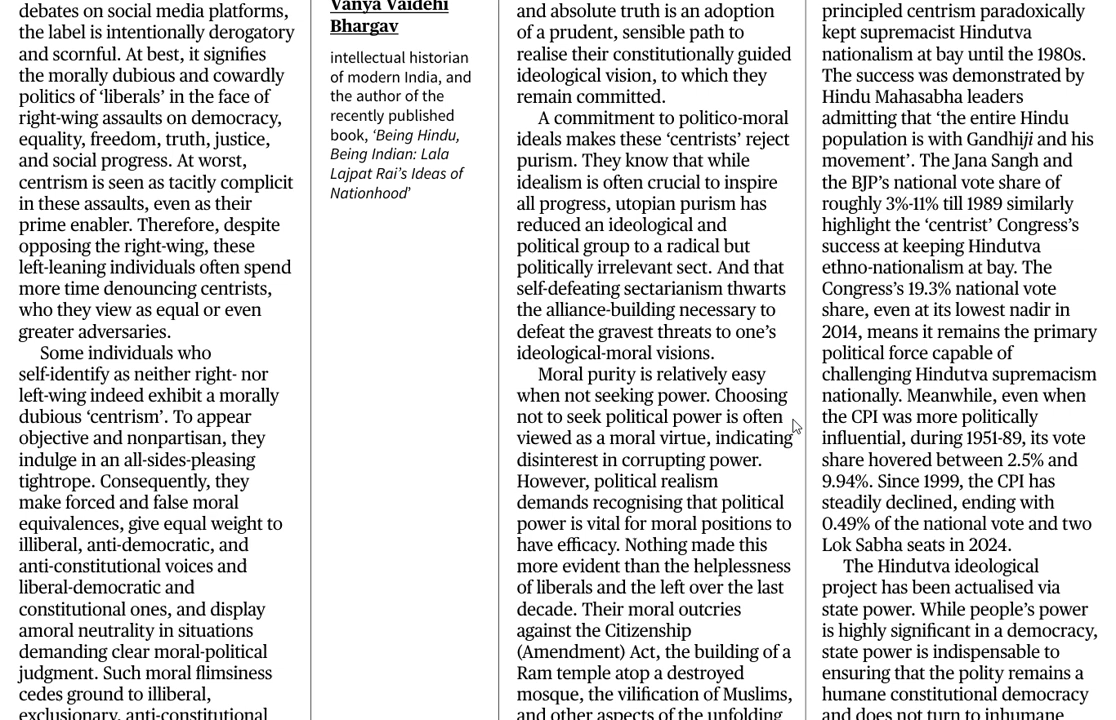 debates on social media platforms,
the label is intentionally derogatory
and scornful. At best, it signifies
the morally dubious and cowardly
politics of ‘liberals’ in the face of
right-wing assaults on democracy,
equality, freedom, truth, justice,
and social progress. At worst,
centrism is seen as tacitly complicit
in these assaults, even as their
prime enabler. Therefore, despite
opposing the right-wing, these
left-leaning individuals often spend
more time denouncing centrists,
who they view as equal or even
greater adversaries.
Some individuals who
self-identify as neither right- nor
left-wing indeed exhibit a morally
dubious ‘centrism’. To appear
objective and nonpartisan, they
indulge in an all-sides-pleasing
tightrope. Consequently, they
make forced and false moral
equivalences, give equal weight to
illiberal, anti-democratic, and
anti-constitutional voices and
liberal-democratic and
constitutional ones, and display
amoral neutrality in situations
demanding clear moral-political
judgment. Such moral flimsiness
cedes ground to illiberal,
exclusionary, anti-constitutional
Vanya Vaidehi
Bhargav
intellectual historian
of modern India, and
the author of the
recently published
book, ‘Being Hindu,
Being Indian: Lala
Lajpat Rai’s Ideas of
Nationhood’
and absolute truth is an adoption
of a prudent, sensible path to
realise their constitutionally guided
ideological vision, to which they
remain committed.
A commitment to politico-moral
ideals makes these ‘centrists’ reject
purism. They know that while
idealism is often crucial to inspire
all progress, utopian purism has
reduced an ideological and
political group to a radical but
politically irrelevant sect. And that
self-defeating sectarianism thwarts
the alliance-building necessary to
defeat the gravest threats to one’s
ideological-moral visions.
Moral purity is relatively easy
when not seeking power. Choosing
not to seek political power is often
viewed as a moral virtue, indicating
disinterest in corrupting power.
However, political realism
demands recognising that political
power is vital for moral positions to
have efficacy. Nothing made this
more evident than the helplessness
of liberals and the left over the last
decade. Their moral outcries
against the Citizenship
(Amendment) Act, the building of a
Ram temple atop a destroyed
mosque, the vilification of Muslims,
and other aspects of the unfolding
principled centrism paradoxically
kept supremacist Hindutva
nationalism at bay until the 1980s.
The success was demonstrated by
Hindu Mahasabha leaders
admitting that ‘the entire Hindu
population is with Gandhiji and his
movement’. The Jana Sangh and
the BJP’s national vote share of
roughly 3%-11% till 1989 similarly
highlight the ‘centrist’ Congress’s
success at keeping Hindutva
ethno-nationalism at bay. The
Congress’s 19.3% national vote
share, even at its lowest nadir in
2014, means it remains the primary
political force capable of
challenging Hindutva supremacism
nationally. Meanwhile, even when
the CPI was more politically
influential, during 1951-89, its vote
share hovered between 2.5% and
9.94%. Since 1999, the CPI has
steadily declined, ending with
0.49% of the national vote and two
Lok Sabha seats in 2024.
The Hindutva ideological
project has been actualised via
state power. While people’s power
is highly significant in a democracy,
state power is indispensable to
ensuring that the polity remains a
humane constitutional democracy
and does not turn to inhumane